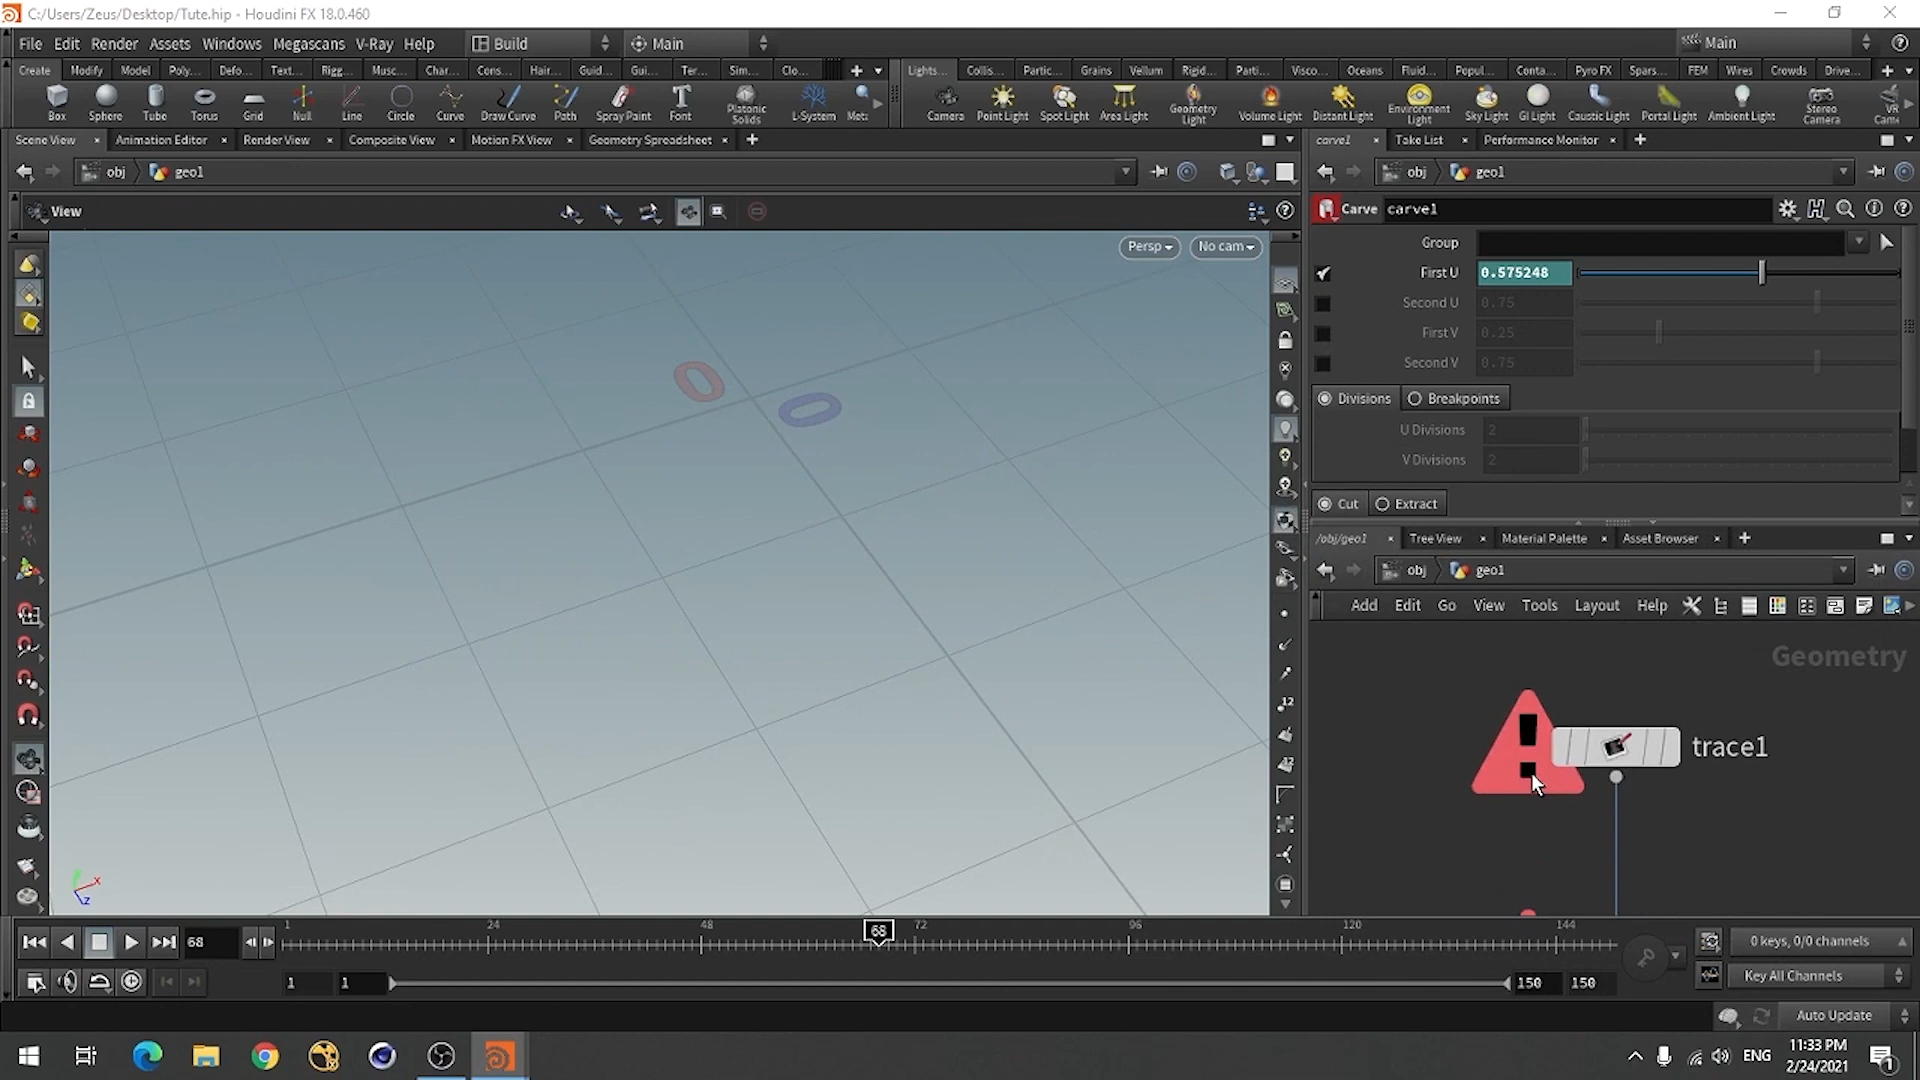 C:/Users/Zeus/Desktop/Tute.hip - Houdini FX 18.0.460
File Edit Render Assets Windows Megascans V-Ray Help Build Main Main
Create Modify Model Poly... Defo... Text... Rigg... Musc... Char... Cons... Hair... Guid... Gui... Ter... Sim... Clo... Lights... Collis... Partic... Grains Vellum Rigid... Parti... Visco... Oceans Fluid... Popul... Conta... Pyro FX Spars... FEM Wires Crowds Drive...
Box Sphere Tube Torus Grid Null Line Circle Curve Draw Curve Path Spray Paint Font Platonic Solids L-System Met: Camera Point Light Spot Light Area Light Geometry Light Volume Light Distant Light Environment Light Sky Light GI Light Caustic Light Portal Light Ambient Light Stereo Camera VR Cam
Scene View Animation Editor Render View Composite View Motion FX View Geometry Spreadsheet carve1 Take List Performance Monitor
obj geo1 obj geo1
View Carve carve1
Persp No cam
Group
First U 0.575248
Second U 0.75
First V 0.25
Second V 0.75
Divisions Breakpoints
U Divisions 2
V Divisions 2
Cut Extract
/obj/geo1 Tree View Material Palette Asset Browser
obj geo1
Add Edit Go View Tools Layout Help
Geometry
trace1
x
z
1 24 48 68 72 96 120 144
68
0 keys, 0/0 channels
1 1 150 150
Key All Channels
Auto Update
ENG
11:33 PM
2/24/2021
1